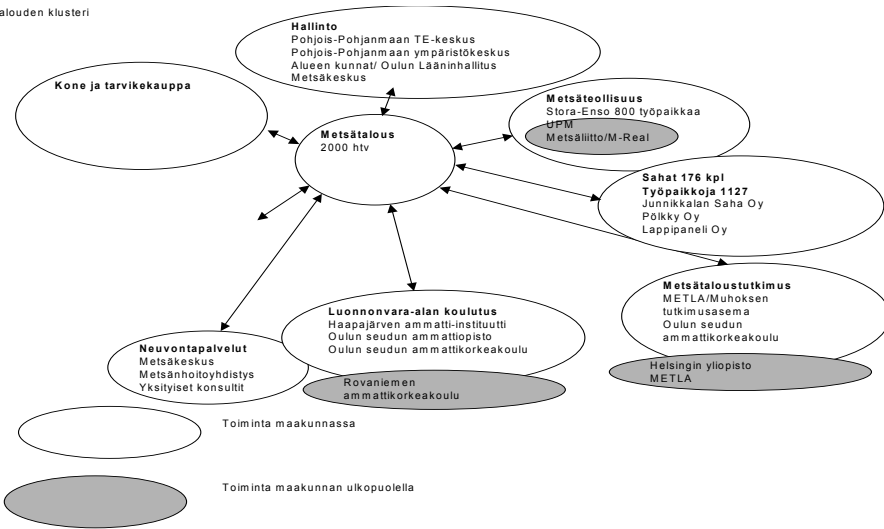 alouden klusteri
Hallinto
Pohjois-Pohjanmaan TE-keskus
Pohjois-Pohjanmaan ympäristökeskus
Alueen kunnat/ Oulun Lääninhallitus
Metsäkeskus
Kone ja tarvikekauppa
Metsätalous
2000 htv
Metsäteollisuus
Stora-Enso 800 työpaikkaa
UPM
Metsäliitto/M-Real
Sahat 176 kpl
Työpaikkoja 1127
Junnikkalan Saha Oy
Pölkky Oy
Lappipaneli Oy
Metsätaloustutkimus
METLA/Muhoksen
tutkimusasema
Oulun seudun
ammattikorkeakoulu
Helsingin yliopisto
METLA
Luonnonvara-alan koulutus
Haapajärven ammatti-instituutti
Oulun seudun ammattiopisto
Oulun seudun ammattikorkeakoulu
Rovaniemen
ammattikorkeakoulu
Neuvontapalvelut
Metsäkeskus
Metsänhoitoyhdistys
Yksityiset konsultit
Toiminta maakunnassa
Toiminta maakunnan ulkopuolella